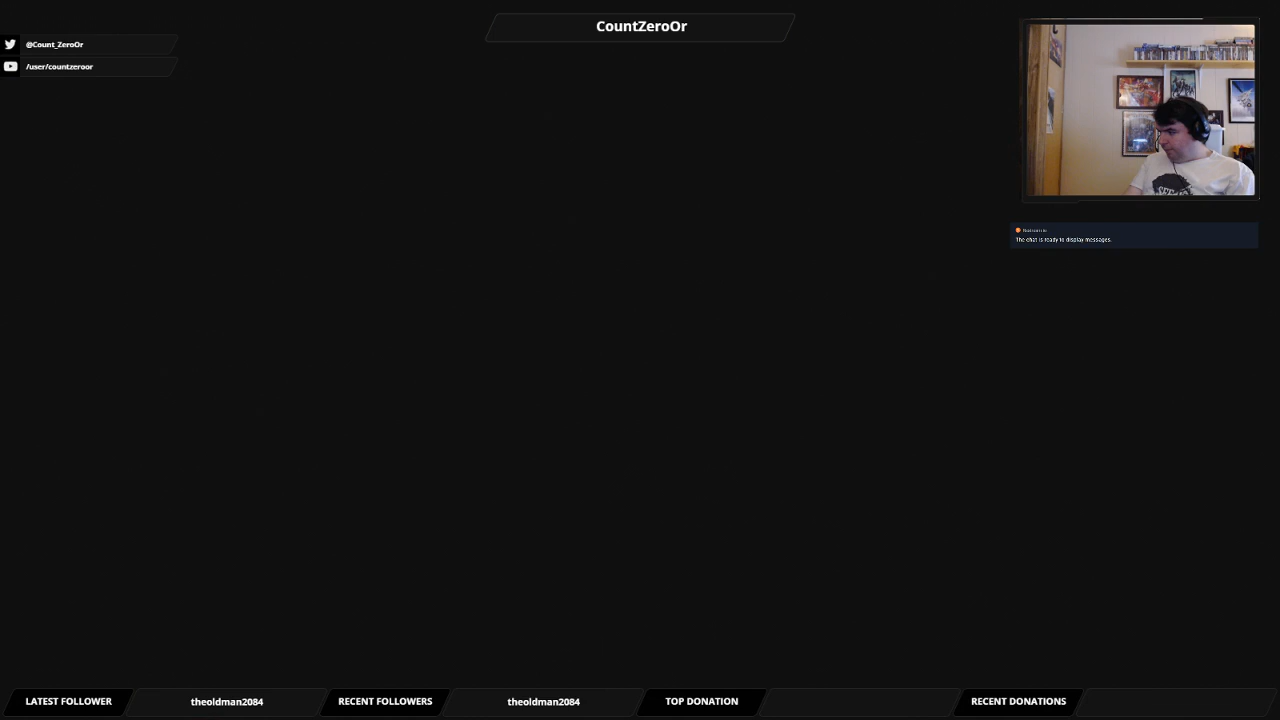 CountZeroOr
@Count_ZeroOr
/user/countzeroor
The chat is ready to display messages.
LATEST FOLLOWER
theoldman2084
RECENT FOLLOWERS
theoldman2084
TOP DONATION
RECENT DONATIONS